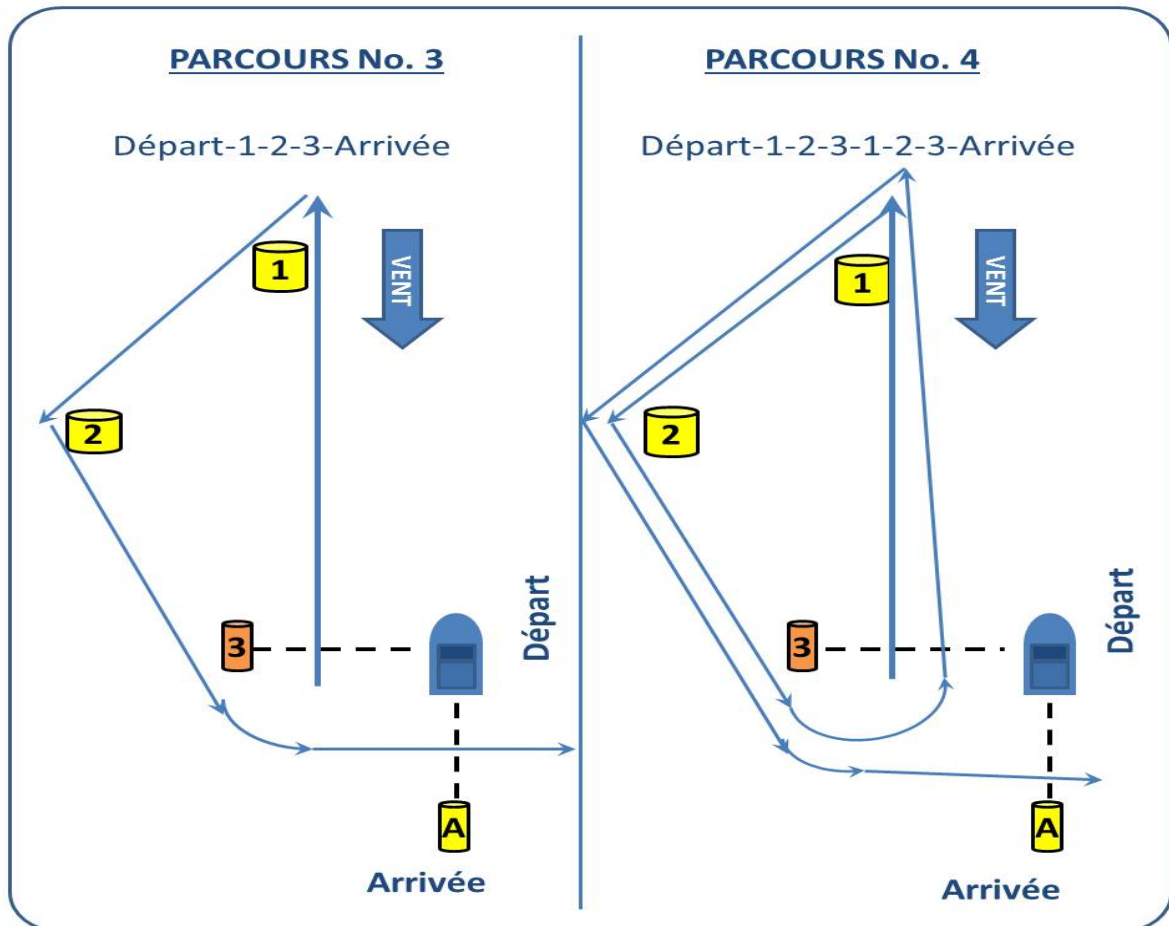 PARCOURS No. 3
Départ-1-2-3-Arrivée
1
VENT
2
3
Départ
A
Arrivée
PARCOURS No. 4
Départ-1-2-3-1-2-3-Arrivée
1
VENT
2
3
Départ
A
Arrivée